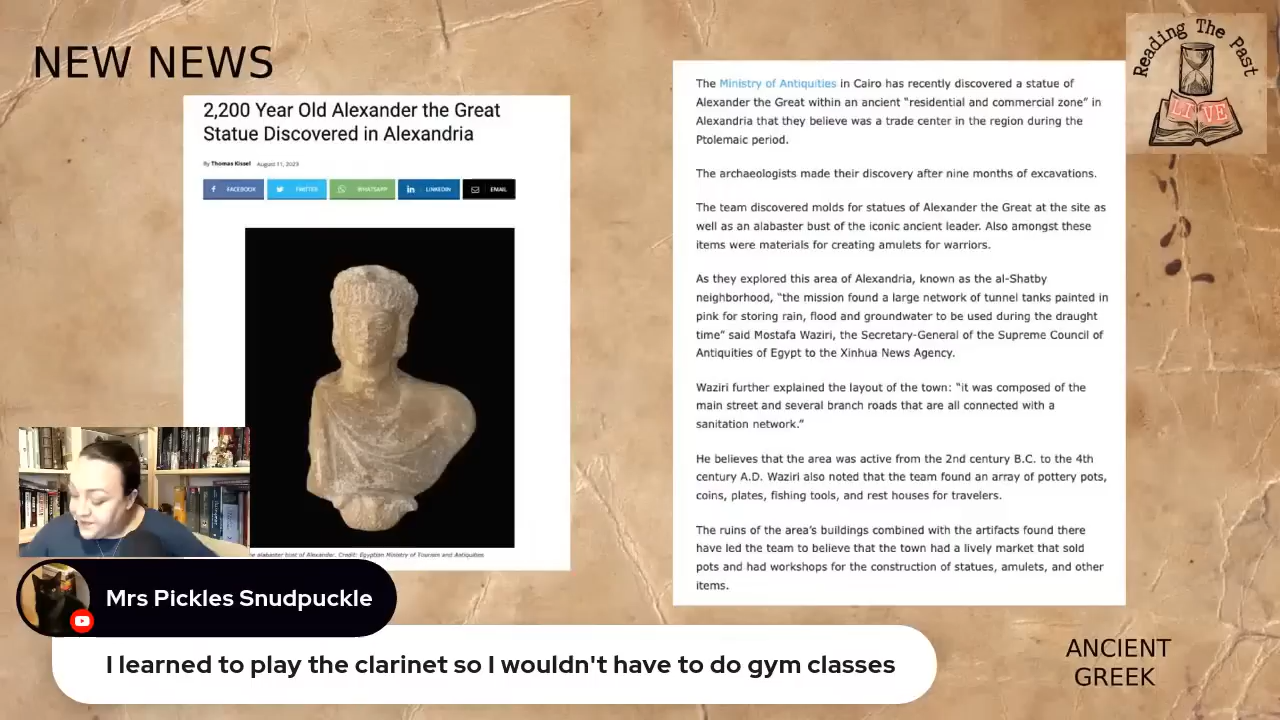 NEW NEWS
Reading The Past
LIVE
2,200 Year Old Alexander the Great
Statue Discovered in Alexandria
By Thomas Kissel August 11, 2023
FACEBOOK
TWITTER
WHATSAPP
LINKEDIN
EMAIL
e alabaster bust of Alexander. Credit: Egyptian Ministry of Tourism and Antiquities
The Ministry of Antiquities in Cairo has recently discovered a statue of
Alexander the Great within an ancient “residential and commercial zone” in
Alexandria that they believe was a trade center in the region during the
Ptolemaic period.
The archaeologists made their discovery after nine months of excavations.
The team discovered molds for statues of Alexander the Great at the site as
well as an alabaster bust of the iconic ancient leader. Also amongst these
items were materials for creating amulets for warriors.
As they explored this area of Alexandria, known as the al-Shatby
neighborhood, “the mission found a large network of tunnel tanks painted in
pink for storing rain, flood and groundwater to be used during the draught
time” said Mostafa Waziri, the Secretary-General of the Supreme Council of
Antiquities of Egypt to the Xinhua News Agency.
Waziri further explained the layout of the town: “it was composed of the
main street and several branch roads that are all connected with a
sanitation network.”
He believes that the area was active from the 2nd century B.C. to the 4th
century A.D. Waziri also noted that the team found an array of pottery pots,
coins, plates, fishing tools, and rest houses for travelers.
The ruins of the area’s buildings combined with the artifacts found there
have led the team to believe that the town had a lively market that sold
pots and had workshops for the construction of statues, amulets, and other
items.
Mrs Pickles Snudpuckle
I learned to play the clarinet so I wouldn't have to do gym classes
ANCIENT
GREEK